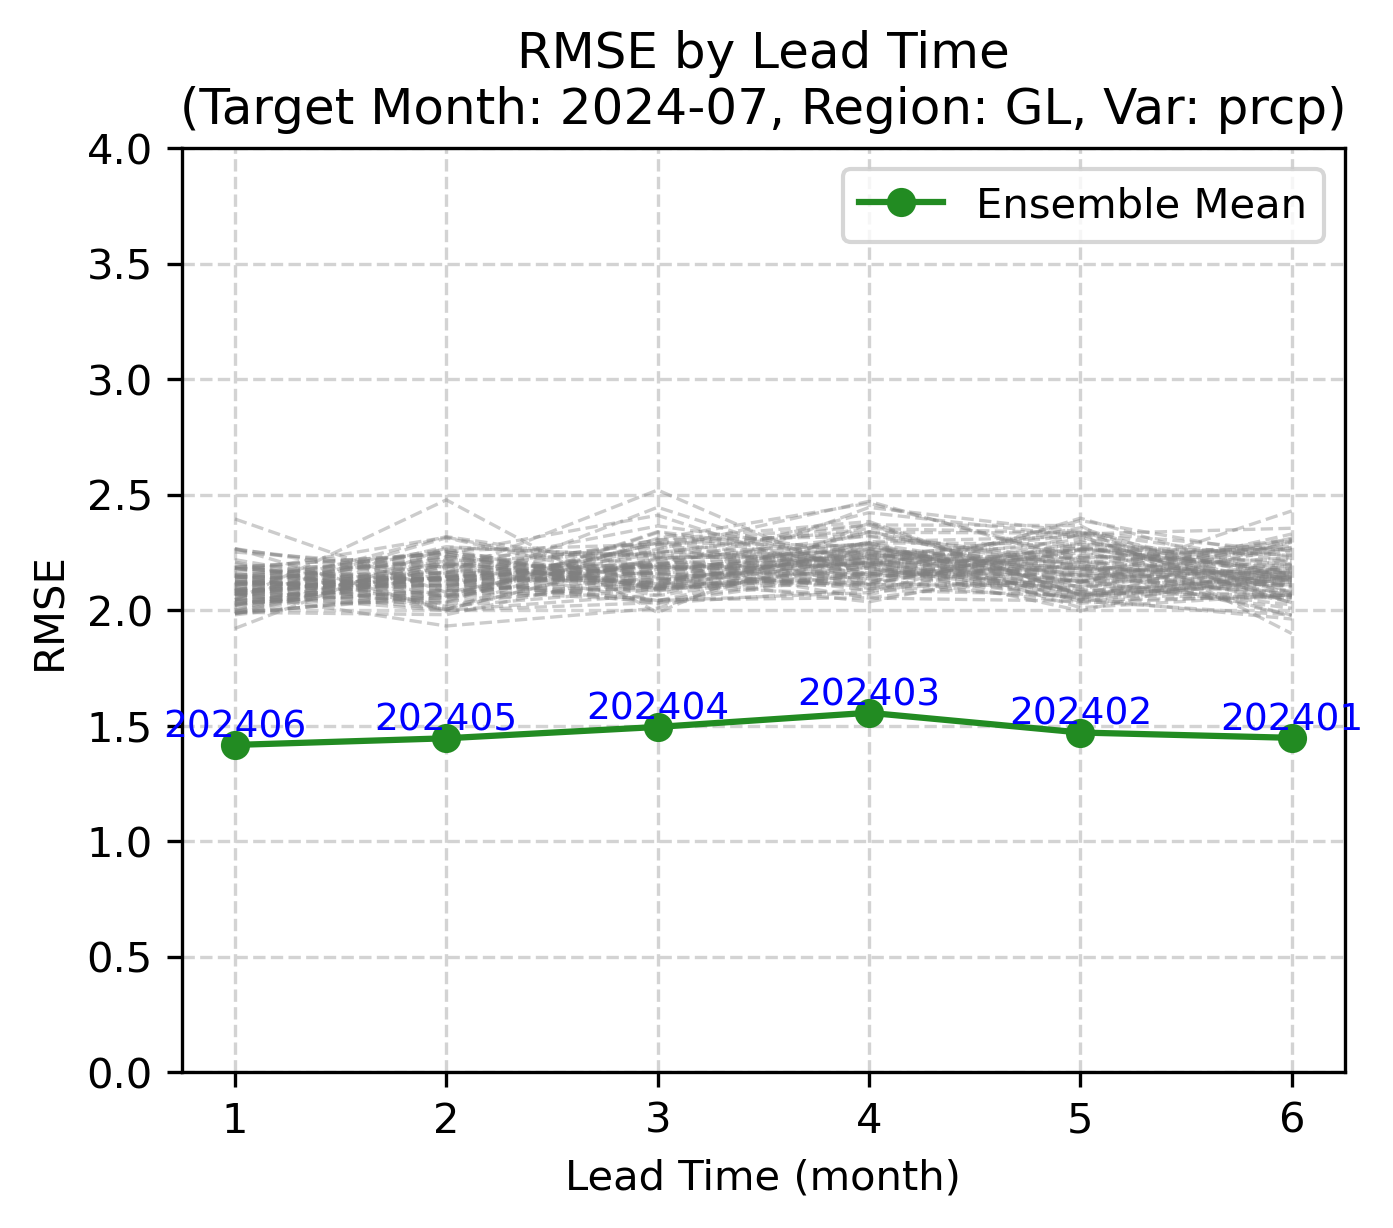 RMSE by Lead Time
(Target Month: 2024-07, Region: GL, Var: prcp)
4.0
Ensemble Mean
3.5
3.0
2.5
2.0
1.5
1.0
0.5
0.0
RMSE
202406
202405
202404
202403
202402
202401
1 2 3 4 5 6
Lead Time (month)